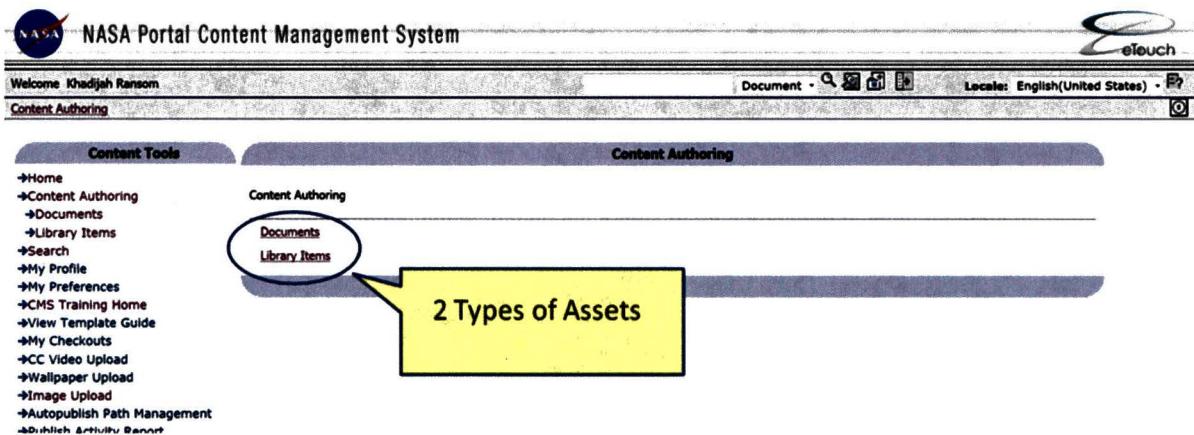 NASA NASA Portal Content Management System eTouch
Welcome Khadijah Ransom Document Locale: English(United States)
Content Authoring
Content Tools
Content Authoring
→Home
→Content Authoring
→Documents
→Library Items
→Search
→My Profile
→My Preferences
→CMS Training Home
→View Template Guide
→My Checkouts
→CC Video Upload
→Wallpaper Upload
→Image Upload
→Autopublish Path Management
→Publish Activity Report
Content Authoring
Documents
Library Items
2 Types of Assets